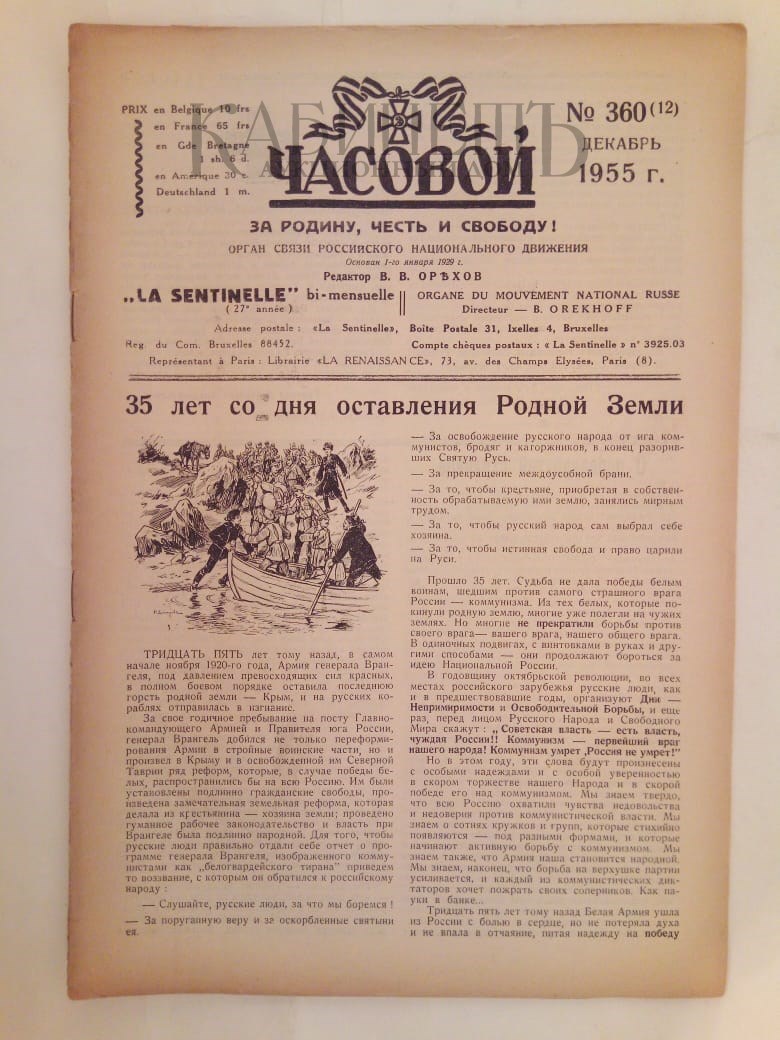 PRIX en Belgique 10 frs
en France 65 frs
en Gde Bretagne
1 sh. 6 d.
en Amérique 30 c.
Deutschland 1 m.
КАБИНЕТЪ
АУКЦИОННЫЙ ДОМ
ЧАСОВОЙ
№ 360 (12)
ДЕКАБРЬ
1955 г.
ЗА РОДИНУ, ЧЕСТЬ И СВОБОДУ!
ОРГАН СВЯЗИ РОССИЙСКОГО НАЦИОНАЛЬНОГО ДВИЖЕНИЯ
Основан 1-го января 1929 г.
Редактор В. В. ОРѢХОВ
„LA SENTINELLE" bi-mensuelle
( 27e année )
ORGANE DU MOUVEMENT NATIONAL RUSSE
Directeur — B. OREKHOFF
Adresse postale : «La Sentinelle», Boite Postale 31, Ixelles 4, Bruxelles
Reg. du Com. Bruxelles 88452. Compte chèques postaux : « La Sentinelle » n° 3925.03
Représentant à Paris : Librairie «LA RENAISSANCE», 73, av. des Champs Elysées, Paris (8).
35 лет со дня оставления Родной Земли
ТРИДЦАТЬ ПЯТЬ лет тому назад, в самом
начале ноября 1920-го года, Армия генерала Вран-
геля, под давлением превосходящих сил красных,
в полном боевом порядке оставила последнюю
горсть родной земли — Крым, и на русских ко-
раблях отправилась в изгнание.
За свое годичное пребывание на посту Главно-
командующего Армией и Правителя юга России,
генерал Врангель добился не только переформи-
рования Армии в стройные воинские части, но и
произвел в Крыму и в освобожденной им Северной
Таврии ряд реформ, которые, в случае победы бе-
лых, распространились бы на всю Россию. Им были
установлены подлинно гражданские свободы, про-
изведена замечательная земельная реформа, которая
делала из крестьянина — хозяина земли; проведено
гуманное рабочее законодательство и власть при
Врангеле была подлинно народной. Для того, чтобы
русские люди правильно отдали себе отчет о про-
грамме генерала Врангеля, изображенного комму-
нистами как „белогвардейского тирана" приведем
то воззвание, с которым он обратился к российскому
народу :
— Слушайте, русские люди, за что мы боремся !
— За поруганную веру и за оскорбленные святыни
ея.
— За освобождение русского народа от ига ком-
мунистов, бродяг и каторжников, в конец разорив-
ших Святую Русь.
— За прекращение междоусобной брани.
— За то, чтобы крестьяне, приобретая в собствен-
ность обрабатываемую ими землю, занялись мирным
трудом.
— За то, чтобы русский народ сам выбрал себе
хозяина.
— За то, чтобы истинная свобода и право царили
на Руси.
Прошло 35 лет. Судьба не дала победы белым
воинам, шедшим против самого страшного врага
России — коммунизма. Из тех белых, которые по-
кинули родную землю, многие уже полегли на чужих
землях. Но многие не прекратили борьбы против
своего врага— вашего врага, нашего общего врага.
В одиночных подвигах, с винтовками в руках и дру-
гими способами — они продолжают бороться за
идею Национальной России.
В годовщину октябрьской революции, во всех
местах российского зарубежья русские люди, как
и в предшествовавшие годы, организуют Дни —
Непримиримости и Освободительной Борьбы, и еще
раз, перед лицом Русского Народа и Свободного
Мира скажут : „ Советская власть — есть власть,
чуждая России!! Коммунизм — первейший враг
нашего народа! Коммунизм умрет ,Россия не умрет!"
Но в этом году, эти слова будут произнесены
с особыми надеждами и с особой уверенностью
в скором торжестве нашего Народа и в скорой
победе его над коммунизмом. Мы знаем твердо,
что всю Россию охватили чувства недовольства
и недоверия против коммунистической власти. Мы
знаем о сотнях кружков и групп, которые стихийно
появляются — под разными формами, и которые
начинают активную борьбу с коммунизмом. Мы
знаем также, что Армия наша становится народной.
Мы знаем, наконец, что борьба на верхушке партии
усиливается, и каждый из коммунистических дик-
таторов хочет пожрать своих соперников. Как па-
уки в банке...
Тридцать пять лет тому назад Белая Армия ушла
из России с болью в сердце, но не потеряла духа
и не впала в отчаяние, питая надежду на победу